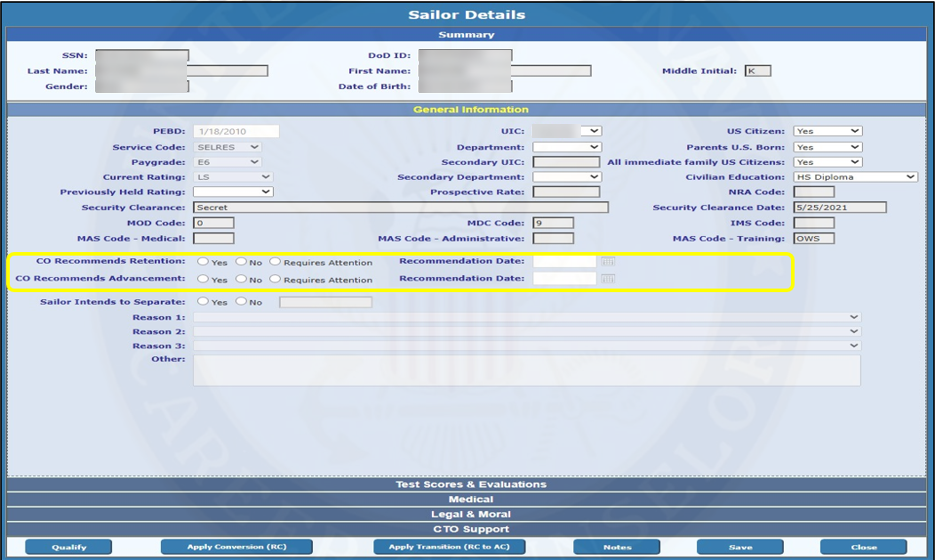 Sailor Details
Summary
SSN: DoD ID:
Last Name: First Name: Middle Initial: K
Gender: Date of Birth:
General Information
PEBD: 1/18/2010 UIC: US Citizen: Yes
Service Code: SELRES Department: Parents U.S. Born: Yes
Paygrade: E6 Secondary UIC: All immediate family US Citizens: Yes
Current Rating: LS Secondary Department: Civilian Education: HS Diploma
Previously Held Rating: Prospective Rate: NRA Code:
Security Clearance: Secret Security Clearance Date: 5/25/2021
MOD Code: 0 MDC Code: 9 IMS Code:
MAS Code - Medical: MAS Code - Administrative: MAS Code - Training: OWS
CO Recommends Retention: Yes No Requires Attention Recommendation Date:
CO Recommends Advancement: Yes No Requires Attention Recommendation Date:
Sailor Intends to Separate: Yes No
Reason 1:
Reason 2:
Reason 3:
Other:
Test Scores & Evaluations
Medical
Legal & Moral
CTO Support
Qualify Apply Conversion (RC) Apply Transition (RC to AC) Notes Save Close